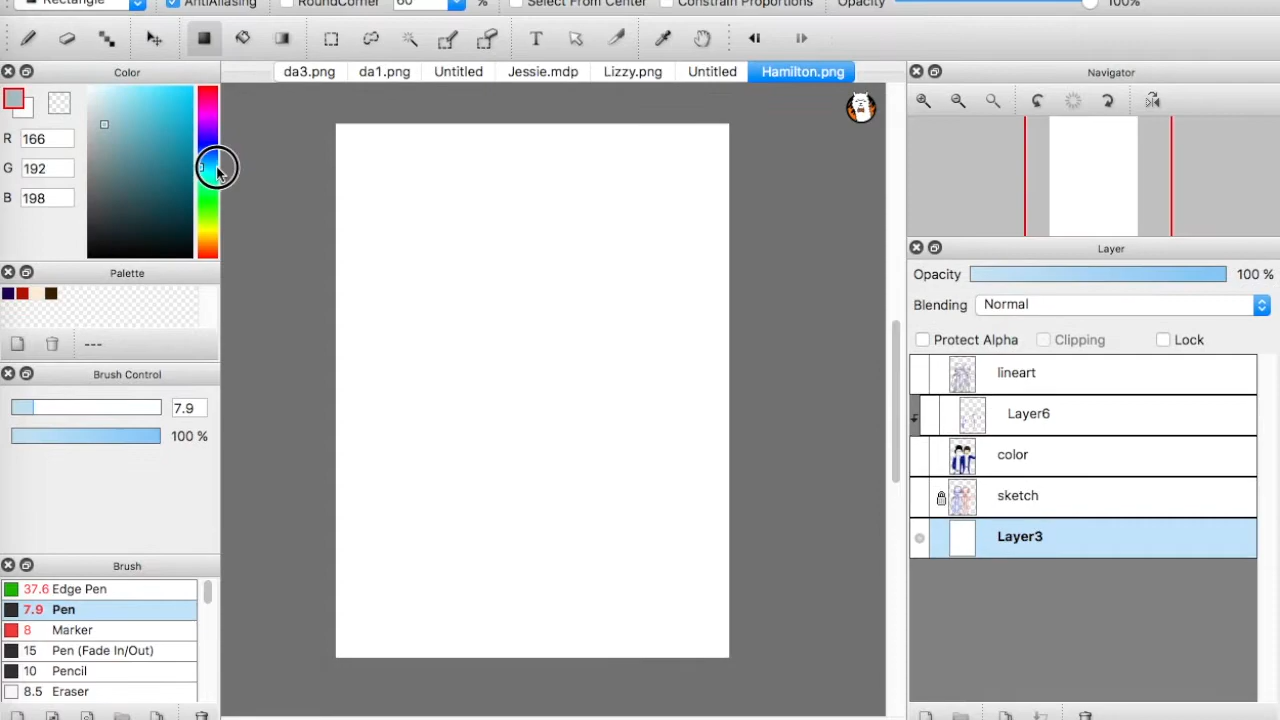 Rectangle AntiAliasing RoundCorner 60 % Select From Center Constrain Proportions Opacity 100%
da3.png da1.png Untitled Jessie.mdp Lizzy.png Untitled Hamilton.png
Color
R 166
G 192
B 198
Palette
---
Brush Control
7.9
100 %
Brush
37.6 Edge Pen
7.9 Pen
8 Marker
15 Pen (Fade In/Out)
10 Pencil
8.5 Eraser
Navigator
Layer
Opacity 100 %
Blending Normal
Protect Alpha Clipping Lock
lineart
Layer6
color
sketch
Layer3